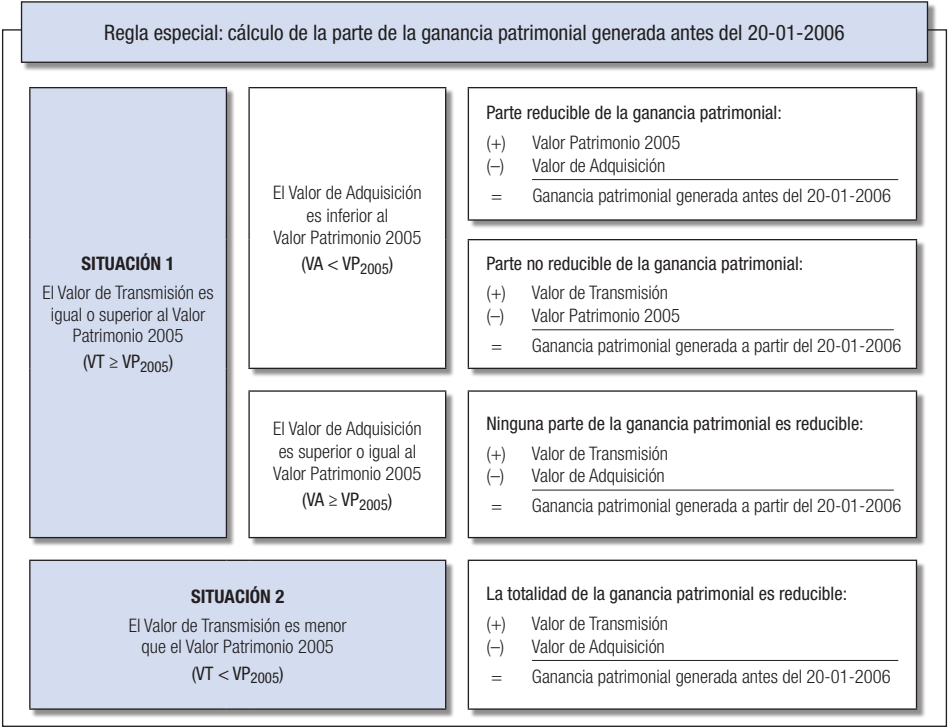 Regla especial: cálculo de la parte de la ganancia patrimonial generada antes del 20-01-2006
SITUACIÓN 1
El Valor de Transmisión es
igual o superior al Valor
Patrimonio 2005
(VT ≥ VP2005)
El Valor de Adquisición
es inferior al
Valor Patrimonio 2005
(VA < VP2005)
Parte reducible de la ganancia patrimonial:
(+) Valor Patrimonio 2005
(–) Valor de Adquisición
= Ganancia patrimonial generada antes del 20-01-2006
Parte no reducible de la ganancia patrimonial:
(+) Valor de Transmisión
(–) Valor Patrimonio 2005
= Ganancia patrimonial generada a partir del 20-01-2006
El Valor de Adquisición
es superior o igual al
Valor Patrimonio 2005
(VA ≥ VP2005)
Ninguna parte de la ganancia patrimonial es reducible:
(+) Valor de Transmisión
(–) Valor de Adquisición
= Ganancia patrimonial generada a partir del 20-01-2006
SITUACIÓN 2
El Valor de Transmisión es menor
que el Valor Patrimonio 2005
(VT < VP2005)
La totalidad de la ganancia patrimonial es reducible:
(+) Valor de Transmisión
(–) Valor de Adquisición
= Ganancia patrimonial generada antes del 20-01-2006